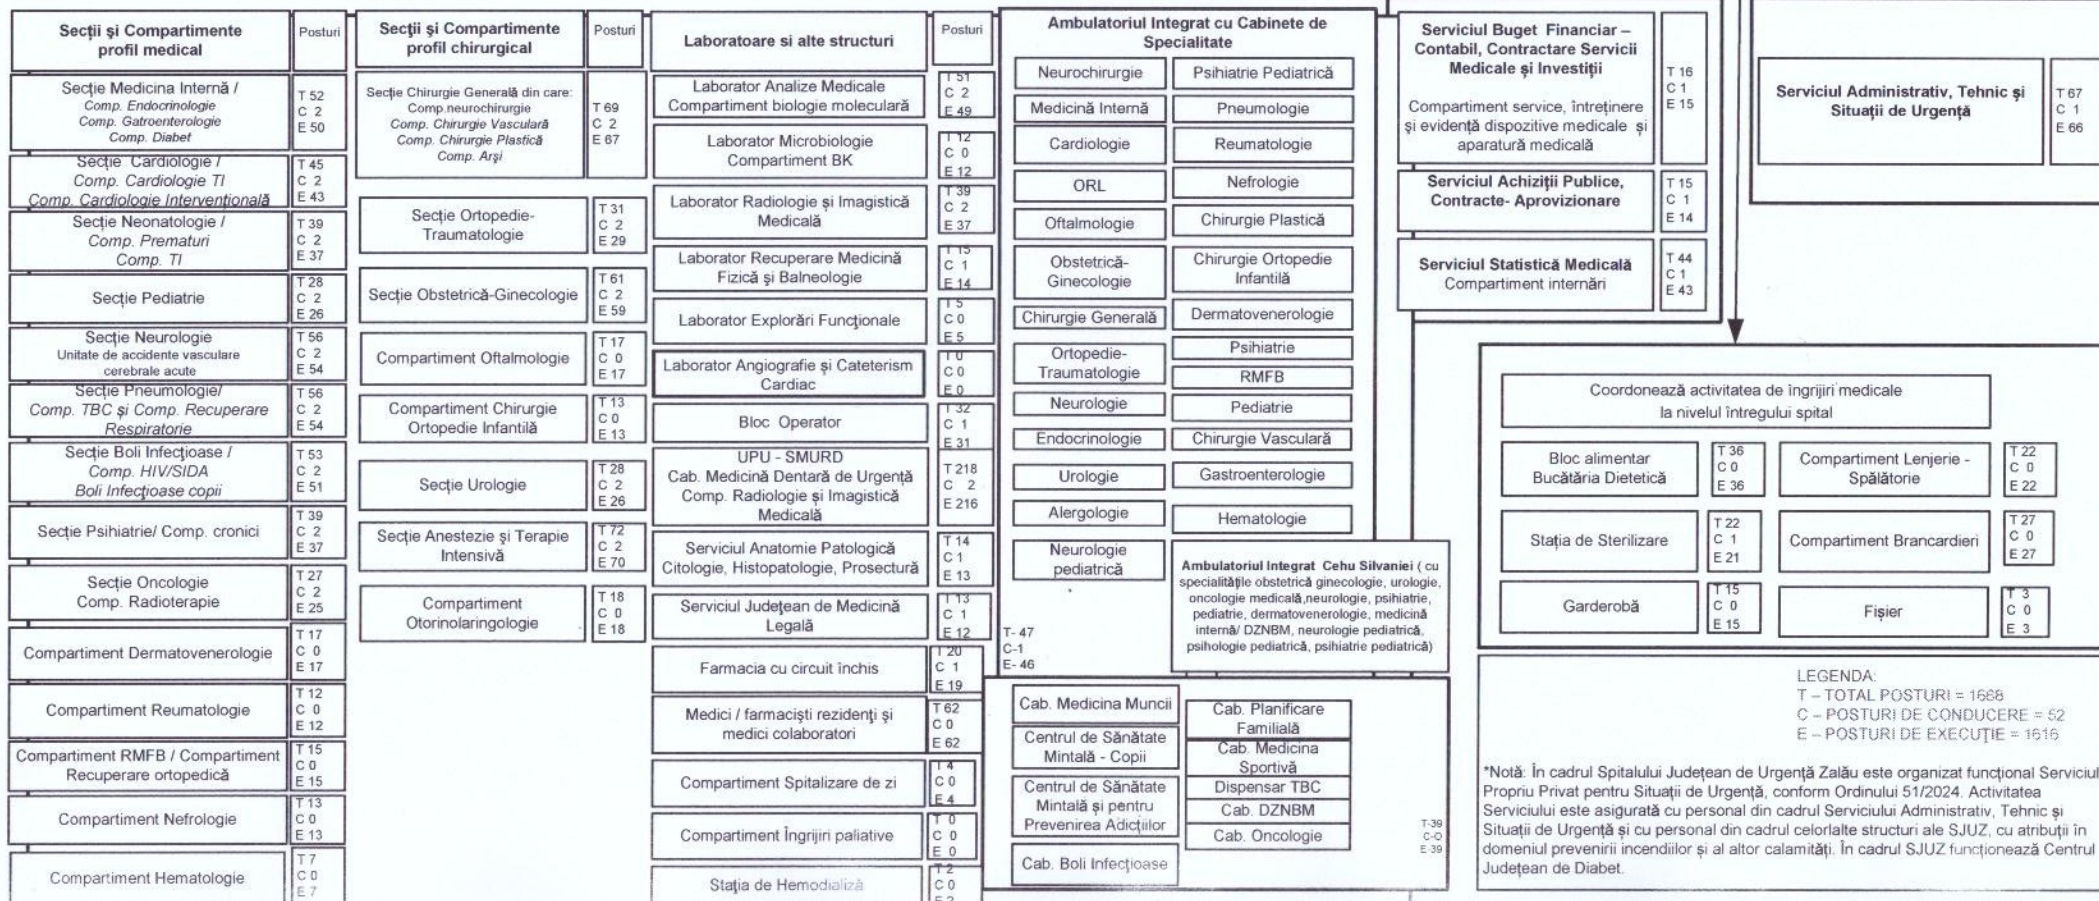 Secții și Compartimente
profil medical
Posturi
Secție Medicina Internă /
Comp. Endocrinologie
Comp. Gatroenterologie
Comp. Diabet
T 52
C 2
E 50
Secție Cardiologie /
Comp. Cardiologie TI
Comp. Cardiologie Intervențională
T 45
C 2
E 43
Secție Neonatologie /
Comp. Prematuri
Comp. TI
T 39
C 2
E 37
Secție Pediatrie
T 28
C 2
E 26
Secție Neurologie
Unitate de accidente vasculare
cerebrale acute
T 56
C 2
E 54
Secție Pneumologie/
Comp. TBC și Comp. Recuperare
Respiratorie
T 56
C 2
E 54
Secție Boli Infecțioase /
Comp. HIV/SIDA
Boli Infecțioase copii
T 53
C 2
E 51
Secție Psihiatrie/ Comp. cronici
T 39
C 2
E 37
Secție Oncologie
Comp. Radioterapie
T 27
C 2
E 25
Compartiment Dermatovenerologie
T 17
C 0
E 17
Compartiment Reumatologie
T 12
C 0
E 12
Compartiment RMFB / Compartiment
Recuperare ortopedică
T 15
C 0
E 15
Compartiment Nefrologie
T 13
C 0
E 13
Compartiment Hematologie
T 7
C 0
E 7
Secții și Compartimente
profil chirurgical
Posturi
Secție Chirurgie Generală din care:
Comp.neurochirurgie
Comp. Chirurgie Vasculară
Comp. Chirurgie Plastică
Comp. Arși
T 69
C 2
E 67
Secție Ortopedie-
Traumatologie
T 31
C 2
E 29
Secție Obstetrică-Ginecologie
T 61
C 2
E 59
Compartiment Oftalmologie
T 17
C 0
E 17
Compartiment Chirurgie
Ortopedie Infantilă
T 13
C 0
E 13
Secție Urologie
T 28
C 2
E 26
Secție Anestezie și Terapie
Intensivă
T 72
C 2
E 70
Compartiment
Otorinolaringologie
T 18
C 0
E 18
Laboratoare si alte structuri
Posturi
Laborator Analize Medicale
Compartiment biologie moleculară
T 51
C 2
E 49
Laborator Microbiologie
Compartiment BK
T 12
C 0
E 12
Laborator Radiologie și Imagistică
Medicală
T 39
C 2
E 37
Laborator Recuperare Medicină
Fizică și Balneologie
T 15
C 1
E 14
Laborator Explorări Funcționale
T 5
C 0
E 5
Laborator Angiografie și Cateterism
Cardiac
T 0
C 0
E 0
Bloc Operator
T 32
C 1
E 31
UPU - SMURD
Cab. Medicină Dentară de Urgență
Comp. Radiologie și Imagistică
Medicală
T 218
C 2
E 216
Serviciul Anatomie Patologică
Citologie, Histopatologie, Prosectură
T 14
C 1
E 13
Serviciul Județean de Medicină
Legală
T 13
C 1
E 12
Farmacia cu circuit închis
T 20
C 1
E 19
Medici / farmaciști rezidenți și
medici colaboratori
T 62
C 0
E 62
Compartiment Spitalizare de zi
T 4
C 0
E 4
Compartiment Îngrijiri paliative
T 0
C 0
E 0
Stația de Hemodializă
T 2
C 0
E 2
Ambulatoriul Integrat cu Cabinete de
Specialitate
Neurochirurgie
Psihiatrie Pediatrică
Medicină Internă
Pneumologie
Cardiologie
Reumatologie
ORL
Nefrologie
Oftalmologie
Chirurgie Plastică
Obstetrică-
Ginecologie
Chirurgie Ortopedie
Infantilă
Chirurgie Generală
Dermatovenerologie
Ortopedie-
Traumatologie
Psihiatrie
RMFB
Neurologie
Pediatrie
Endocrinologie
Chirurgie Vasculară
Urologie
Gastroenterologie
Alergologie
Hematologie
Neurologie
pediatrică
Ambulatoriul Integrat Cehu Silvaniei ( cu
specialitățile obstetrică ginecologie, urologie,
oncologie medicală,neurologie, psihiatrie,
pediatrie, dermatovenerologie, medicină
internă/ DZNBM, neurologie pediatrică,
psihologie pediatrică, psihiatrie pediatrică)
T- 47
C-1
E- 46
Cab. Medicina Muncii
Cab. Planificare
Familială
Centrul de Sănătate
Mintală - Copii
Cab. Medicina
Sportivă
Centrul de Sănătate
Mintală și pentru
Prevenirea Adicțiilor
Dispensar TBC
Cab. DZNBM
Cab. Oncologie
Cab. Boli Infecțioase
T-39
C-O
E-39
Serviciul Buget Financiar –
Contabil, Contractare Servicii
Medicale și Investiții
Compartiment service, întreținere
și evidență dispozitive medicale și
aparatură medicală
T 16
C 1
E 15
Serviciul Achiziții Publice,
Contracte- Aprovizionare
T 15
C 1
E 14
Serviciul Statistică Medicală
Compartiment internări
T 44
C 1
E 43
Serviciul Administrativ, Tehnic și
Situații de Urgență
T 67
C 1
E 66
Coordonează activitatea de îngrijiri medicale
la nivelul întregului spital
Bloc alimentar
Bucătăria Dietetică
T 36
C 0
E 36
Compartiment Lenjerie -
Spălătorie
T 22
C 0
E 22
Stația de Sterilizare
T 22
C 1
E 21
Compartiment Brancardieri
T 27
C 0
E 27
Garderobă
T 15
C 0
E 15
Fișier
T 3
C 0
E 3
LEGENDA:
T – TOTAL POSTURI = 1668
C – POSTURI DE CONDUCERE = 52
E – POSTURI DE EXECUȚIE = 1616
*Notă: În cadrul Spitalului Județean de Urgență Zalău este organizat funcțional Serviciul
Propriu Privat pentru Situații de Urgență, conform Ordinului 51/2024. Activitatea
Serviciului este asigurată cu personal din cadrul Serviciului Administrativ, Tehnic și
Situații de Urgență și cu personal din cadrul celorlalte structuri ale SJUZ, cu atribuții în
domeniul prevenirii incendiilor și al altor calamități. În cadrul SJUZ funcționează Centrul
Județean de Diabet.